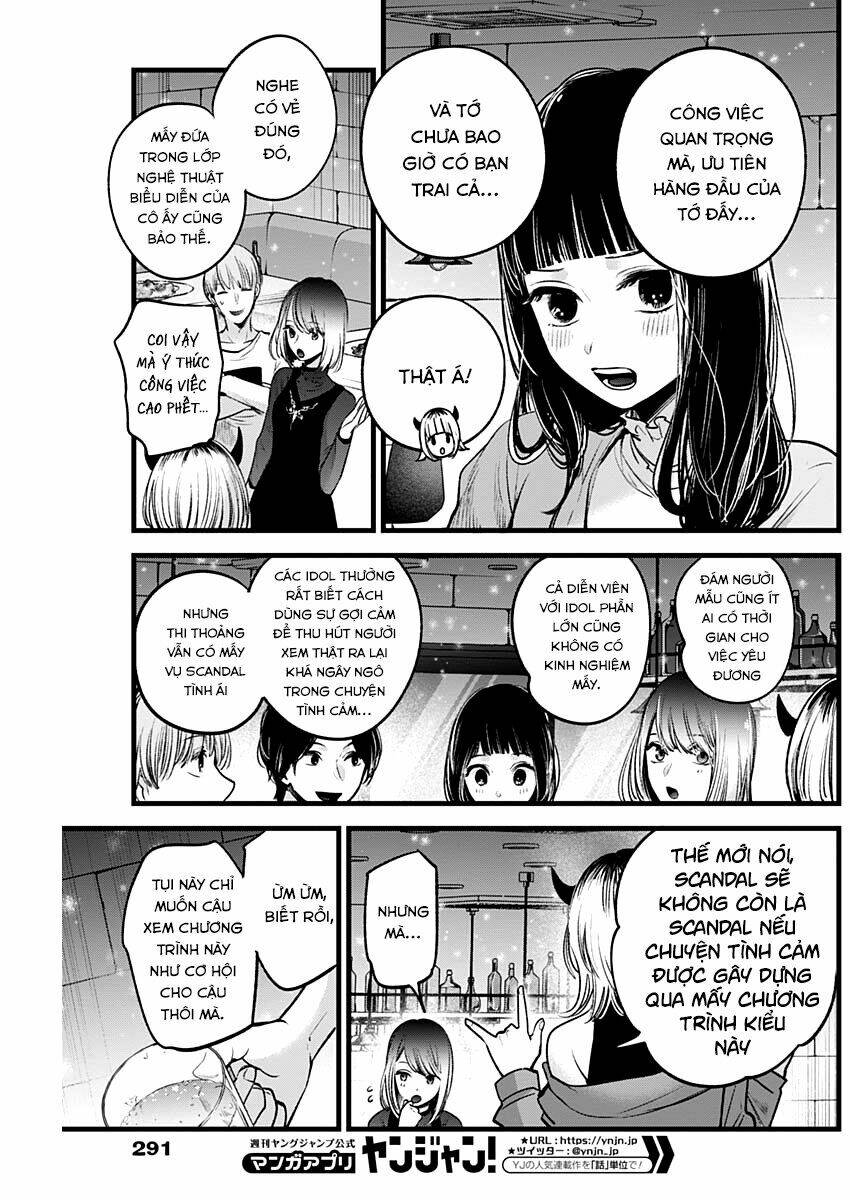 CÔNG VIỆC
QUAN TRỌNG
MÀ, ƯU TIÊN
HÀNG ĐẦU CỦA
TỚ ĐẤY...
VÀ TỚ
CHƯA BAO
GIỜ CÓ BẠN
TRAI CẢ...
THẬT Á!
NGHE
CÓ VẺ
ĐÚNG
ĐÓ,
MẤY ĐỨA
TRONG LỚP
NGHỆ THUẬT
BIỂU DIỄN CỦA
CÔ ẤY CŨNG
BẢO THẾ.
COI VẬY
MÀ Ý THỨC
CÔNG VIỆC
CAO PHẾT...
ĐÁM NGƯỜI
MẪU CŨNG ÍT
AI CÓ THỜI
GIAN CHO
VIỆC YÊU
ĐƯƠNG
CẢ DIỄN VIÊN
VỚI IDOL PHẦN
LỚN CŨNG
KHÔNG CÓ
KINH NGHIỆM
MẤY.
CÁC IDOL THƯỜNG
RẤT BIẾT CÁCH
DÙNG SỰ GỢI CẢM
ĐỂ THU HÚT NGƯỜI
XEM THẬT RA LẠI
KHÁ NGÂY NGÔ
TRONG CHUYỆN
TÌNH CẢM...
NHƯNG
THI THOẢNG
VẪN CÓ MẤY
VỤ SCANDAL
TÌNH ÁI
THẾ MỚI NÓI,
SCANDAL SẼ
KHÔNG CÒN LÀ
SCANDAL NẾU
CHUYỆN TÌNH CẢM
ĐƯỢC GÂY DỰNG
QUA MẤY CHƯƠNG
TRÌNH KIỂU
NÀY
NHƯNG
MÀ...
ỪM ỪM,
BIẾT RỒI,
TỤI NÀY CHỈ
MUỐN CẬU
XEM CHƯƠNG
TRÌNH NÀY
NHƯ CƠ HỘI
CHO CẬU
THÔI MÀ.
291
週刊ヤングジャンプ公式
マンガアプリ
ヤンジャン!
★URL:https://ynjn.jp/
★ツイッター:@ynjn_jp
YJの人気連載作を「話」単位で!